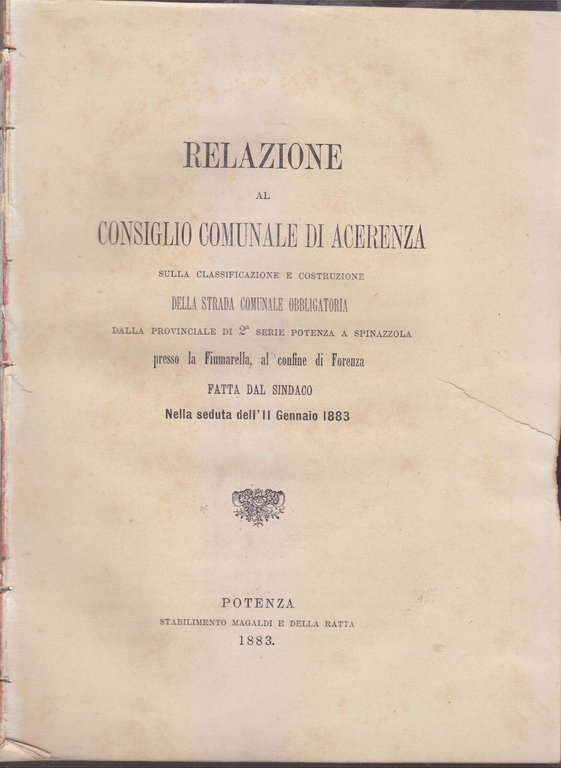 RELAZIONE
AL
CONSIGLIO COMUNALE DI ACERENZA
SULLA CLASSIFICAZIONE E COSTRUZIONE
DELLA STRADA COMUNALE OBBLIGATORIA
DALLA PROVINCIALE DI 2ª SERIE POTENZA A SPINAZZOLA
presso la Fiumarella, al confine di Forenza
FATTA DAL SINDACO
Nella seduta dell'11 Gennaio 1883
POTENZA
STABILIMENTO MAGALDI E DELLA RATTA
1883.